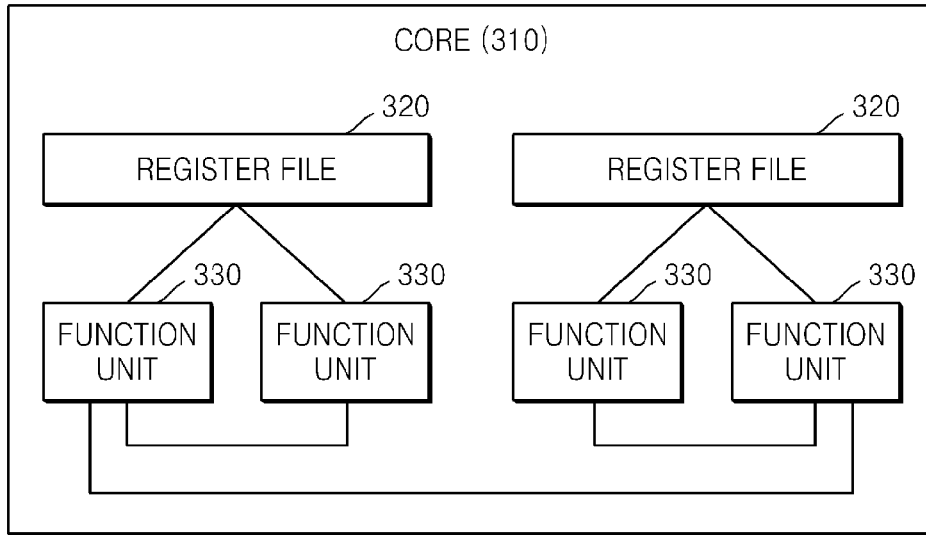 CORE (310)
320
320
REGISTER FILE
REGISTER FILE
330
330
330
330
FUNCTION
UNIT
FUNCTION
UNIT
FUNCTION
UNIT
FUNCTION
UNIT